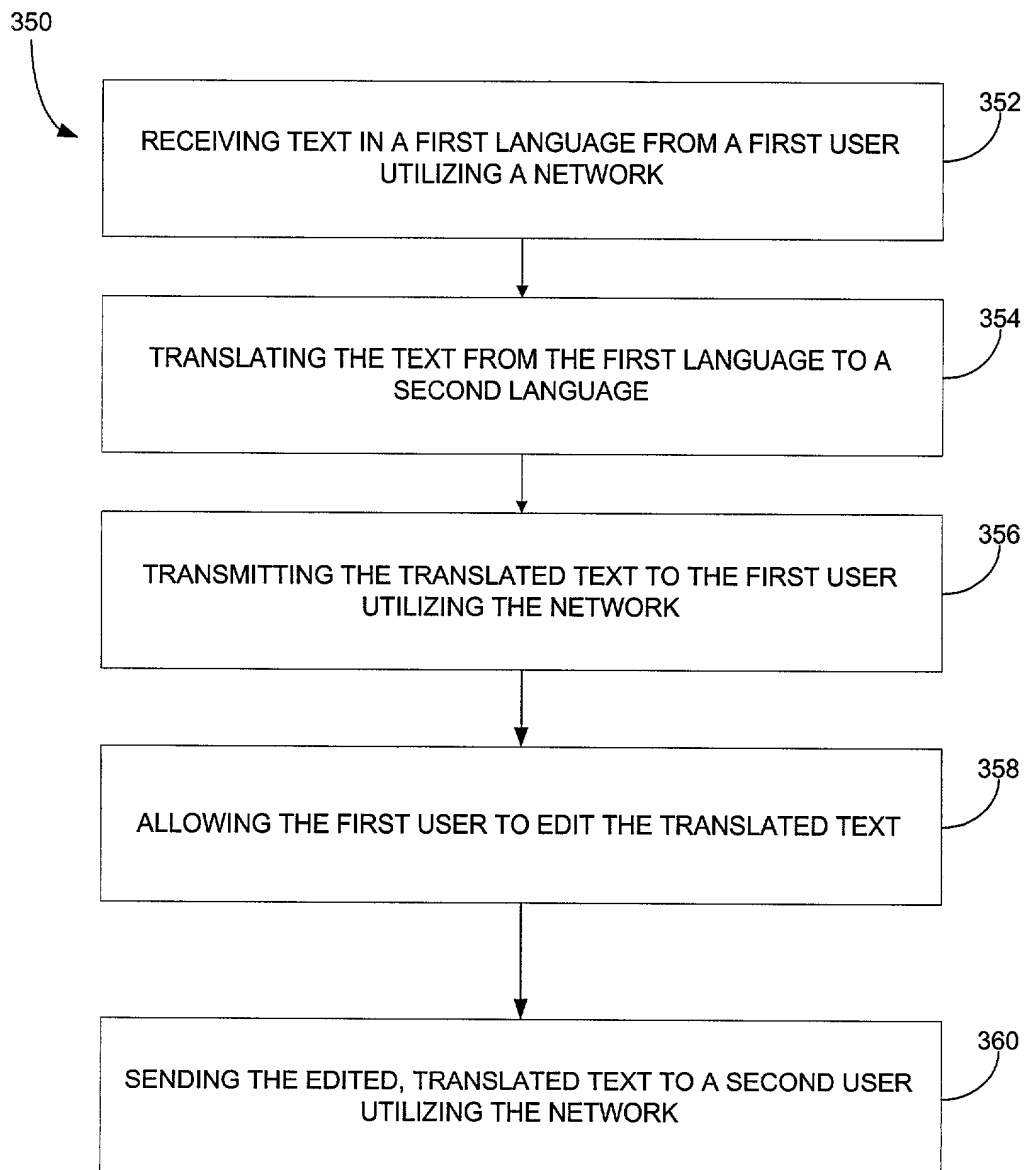 350
352
RECEIVING TEXT IN A FIRST LANGUAGE FROM A FIRST USER
UTILIZING A NETWORK
354
TRANSLATING THE TEXT FROM THE FIRST LANGUAGE TO A
SECOND LANGUAGE
356
TRANSMITTING THE TRANSLATED TEXT TO THE FIRST USER
UTILIZING THE NETWORK
358
ALLOWING THE FIRST USER TO EDIT THE TRANSLATED TEXT
360
SENDING THE EDITED, TRANSLATED TEXT TO A SECOND USER
UTILIZING THE NETWORK